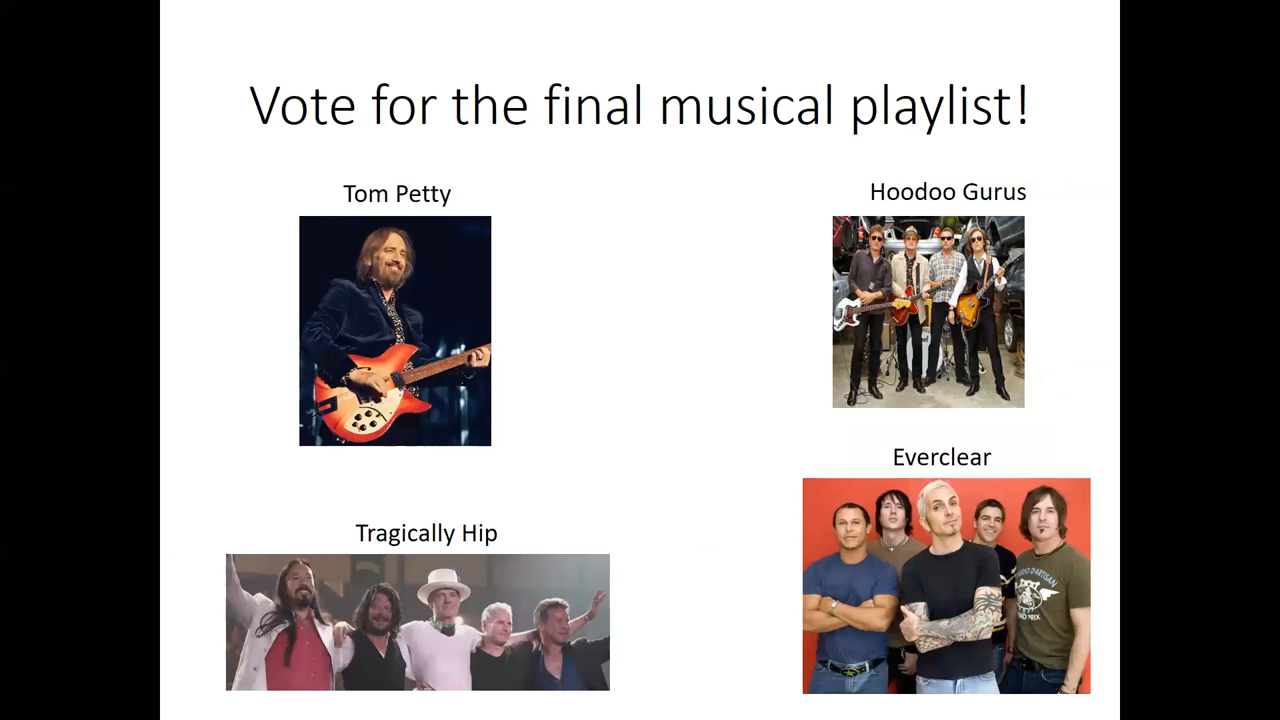 Vote for the final musical playlist!
Tom Petty
Hoodoo Gurus
Everclear
Tragically Hip